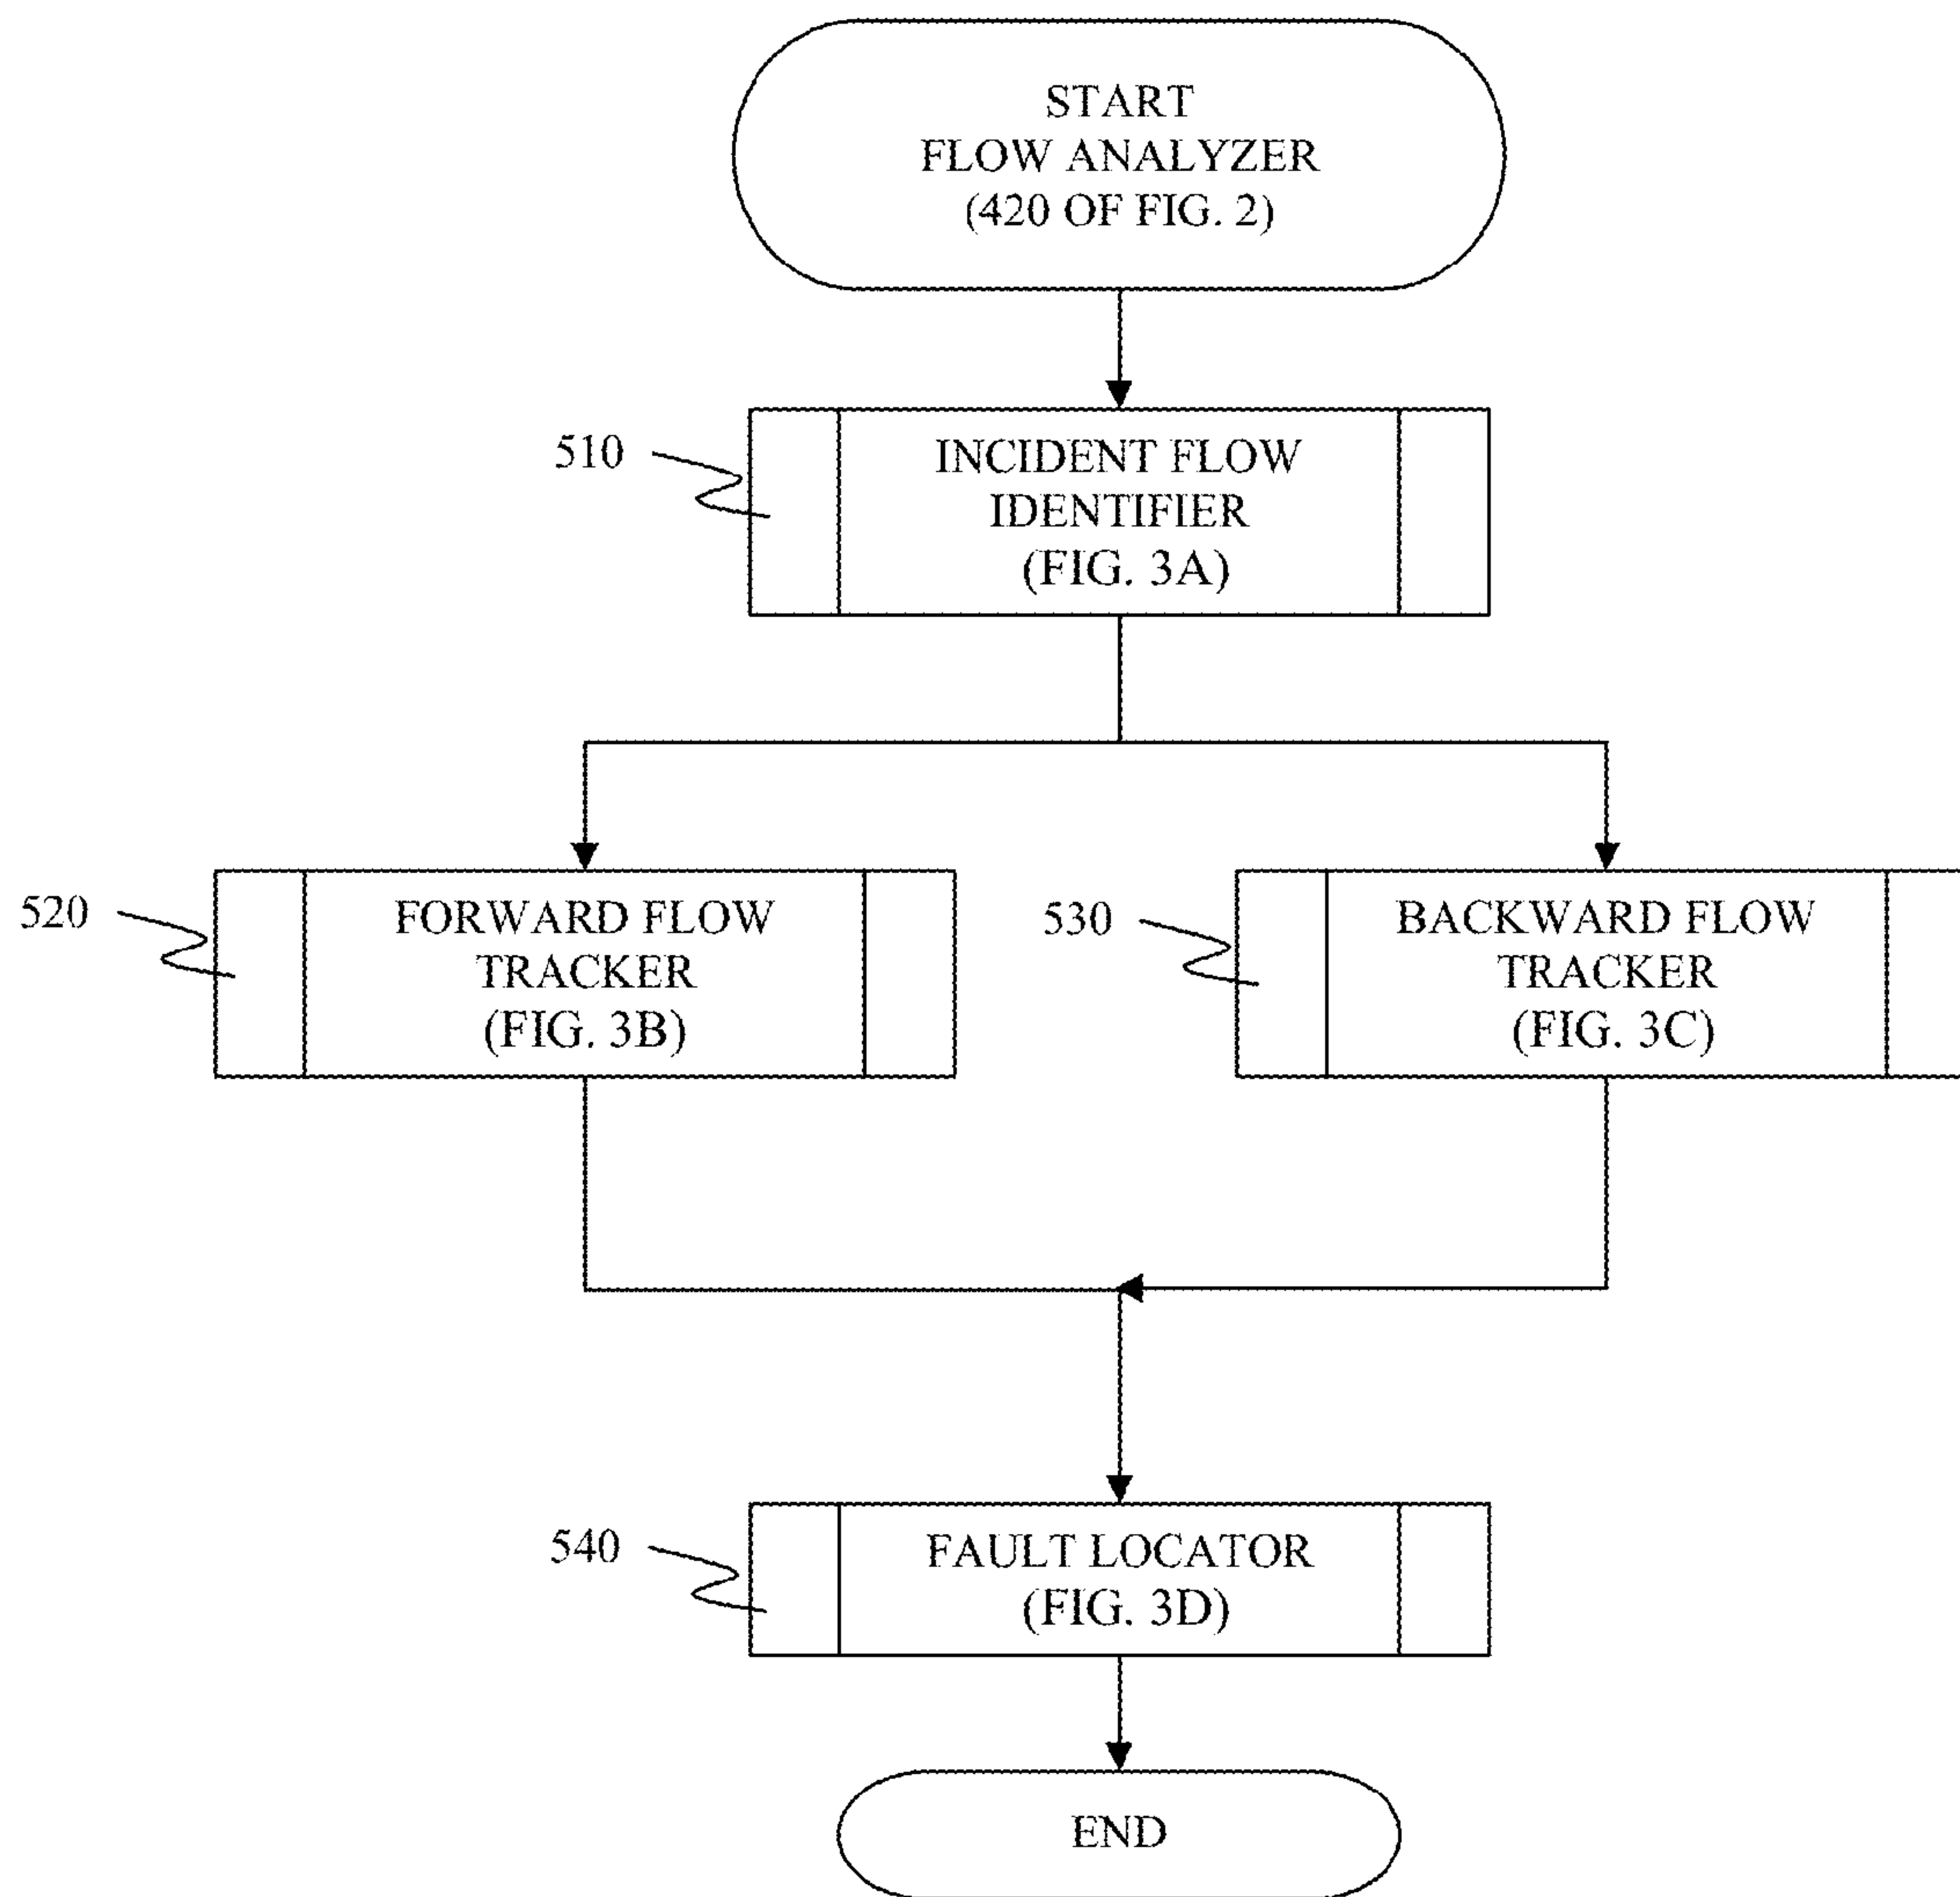 START
FLOW ANALYZER
(420 OF FIG. 2)
510
INCIDENT FLOW
IDENTIFIER
(FIG. 3A)
520
FORWARD FLOW
TRACKER
(FIG. 3B)
530
BACKWARD FLOW
TRACKER
(FIG. 3C)
540
FAULT LOCATOR
(FIG. 3D)
END